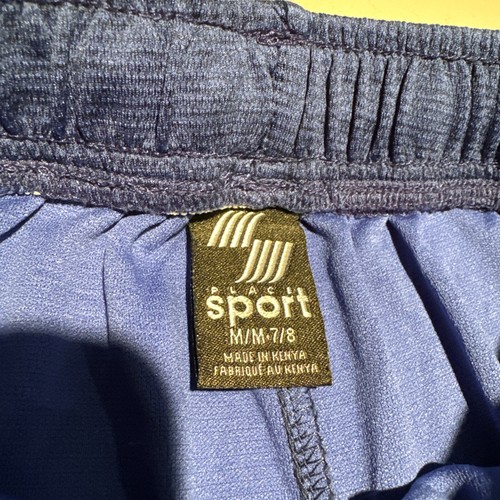 PLACE
sport
M/M•7/8
MADE IN KENYA
FABRIQUÉ AU KENYA